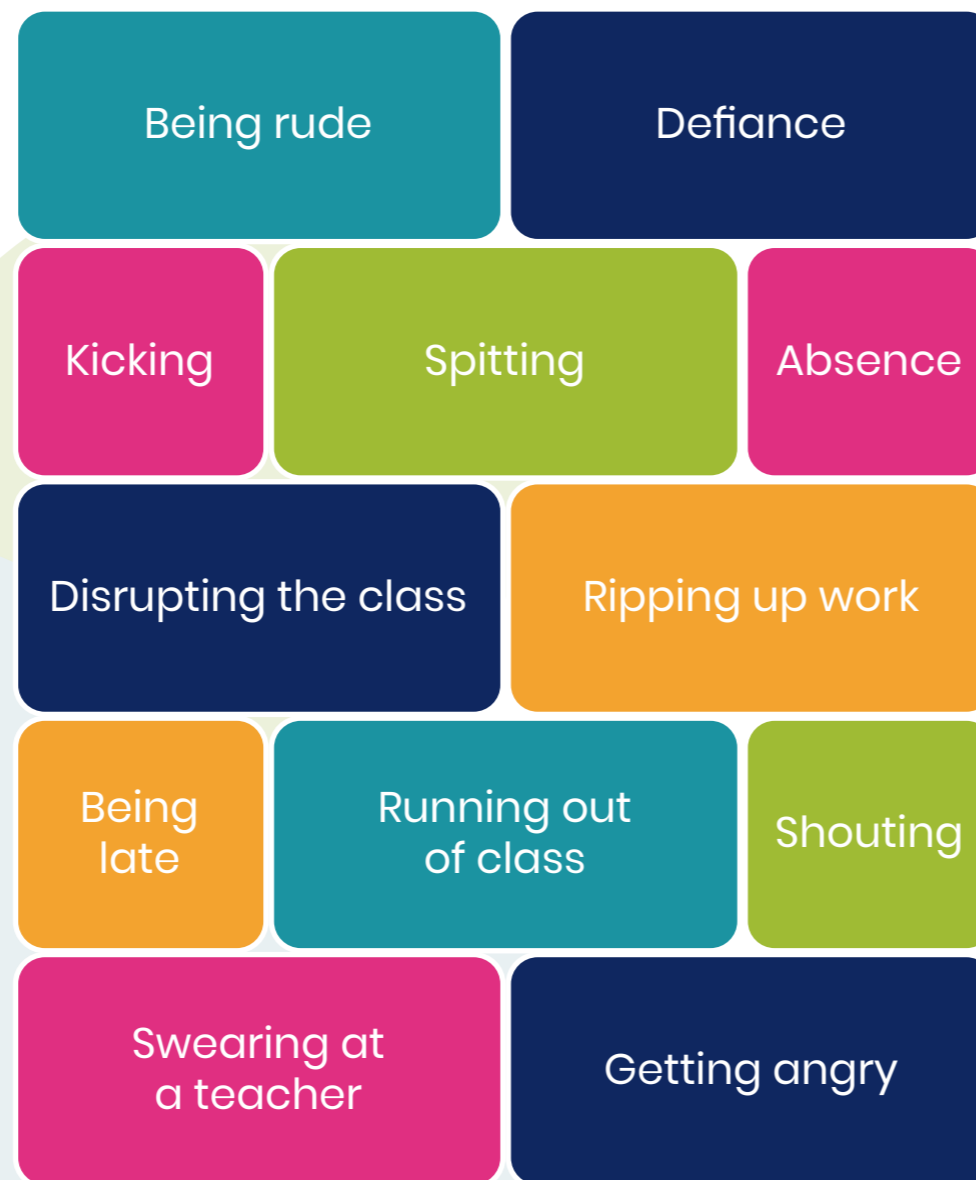 Being rude
Defiance
Kicking
Spitting
Absence
Disrupting the class
Ripping up work
Being
late
Running out
of class
Shouting
Swearing at
a teacher
Getting angry